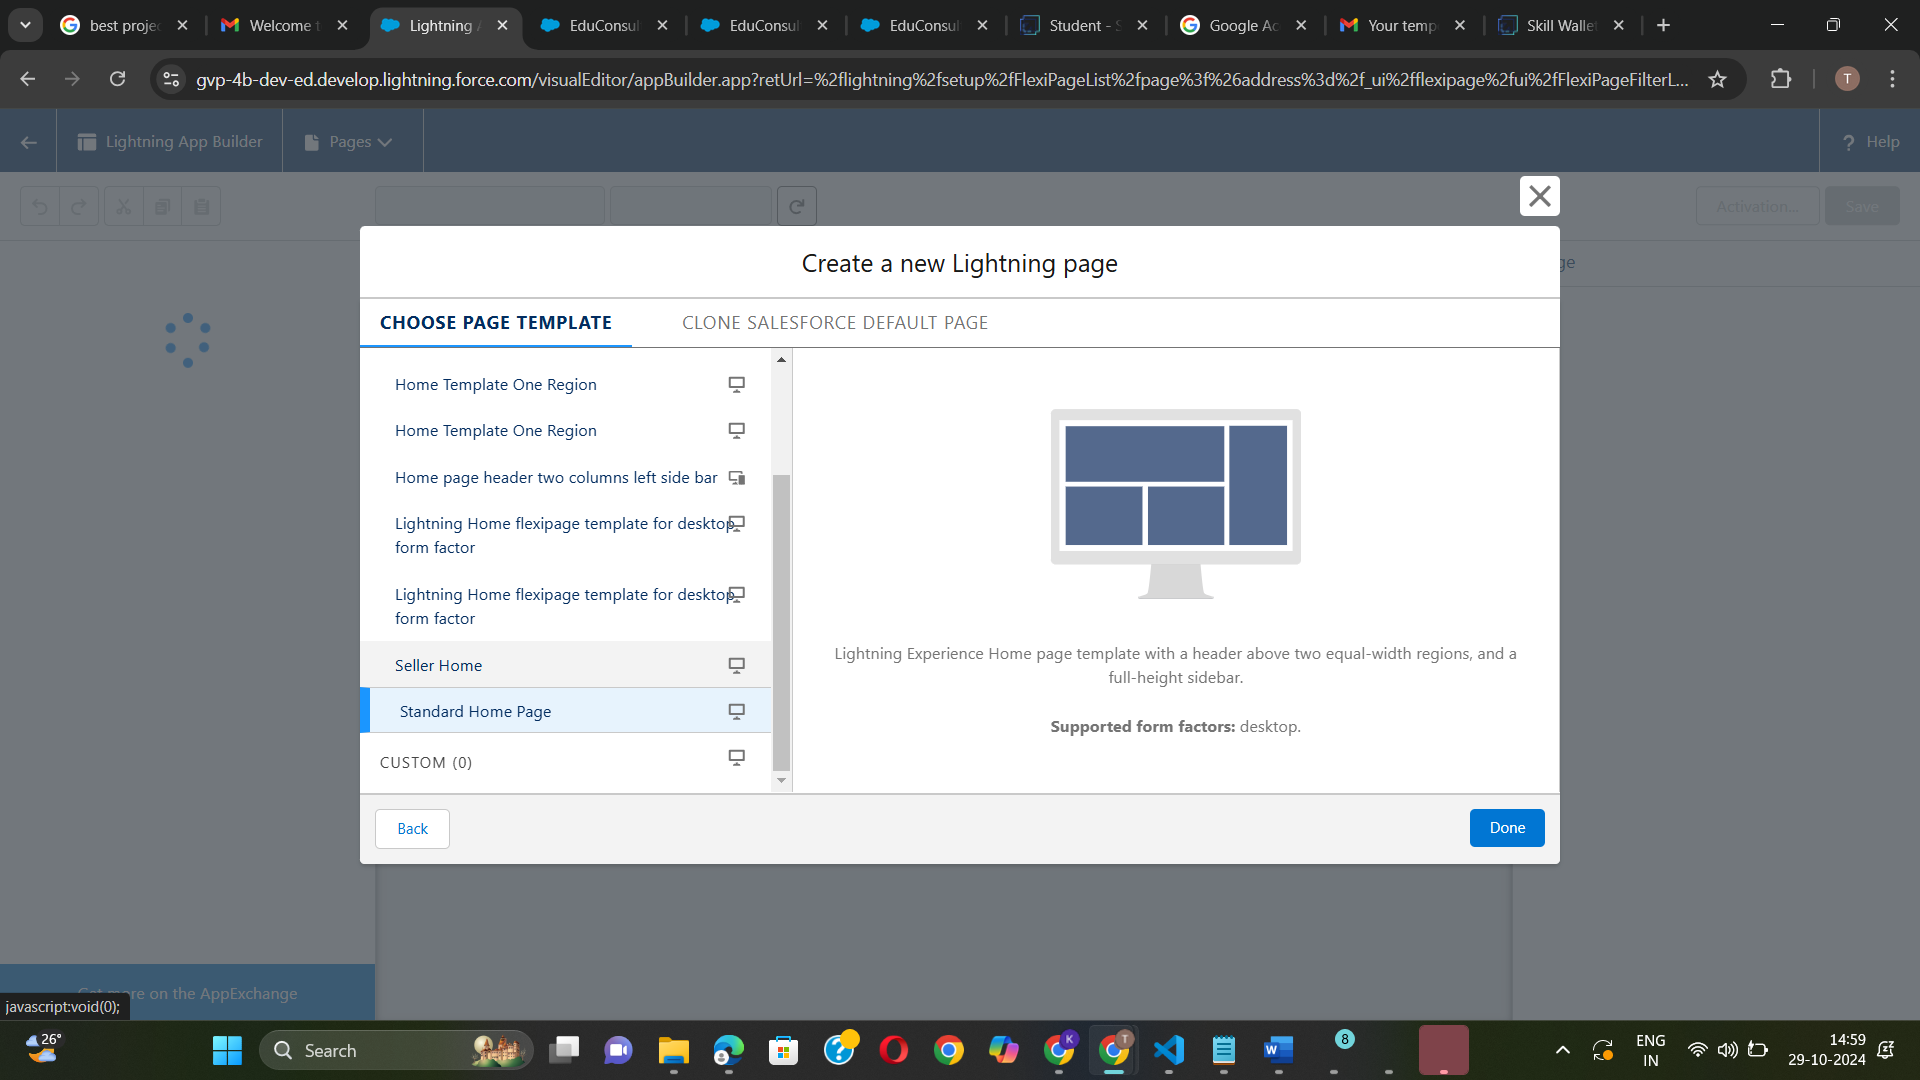 best proje
Welcome t
Lightning A
EduConsul
EduConsul
EduConsul
Student - S
Google Ac
Your temp
Skill Wallet
gvp-4b-dev-ed.develop.lightning.force.com/visualEditor/appBuilder.app?retUrl=%2flightning%2fsetup%2fFlexiPageList%2fpage%3f%26address%3d%2f_ui%2fflexipage%2fui%2fFlexiPageFilterL...
T
Lightning App Builder
Pages
? Help
Activation...
Save
ge
Create a new Lightning page
CHOOSE PAGE TEMPLATE
CLONE SALESFORCE DEFAULT PAGE
Home Template One Region
Home Template One Region
Home page header two columns left side bar
Lightning Home flexipage template for desktop
form factor
Lightning Home flexipage template for desktop
form factor
Seller Home
Standard Home Page
CUSTOM (0)
Lightning Experience Home page template with a header above two equal-width regions, and a
full-height sidebar.
Supported form factors: desktop.
Back
Done
Get more on the AppExchange
javascript:void(0);
26°
Search
K
T
W
8
ENG
IN
14:59
29-10-2024